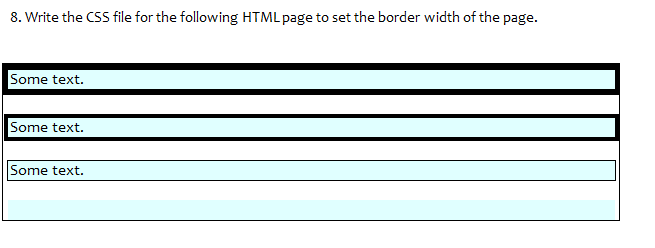 8. Write the CSS file for the following HTML page to set the border width of the page.
Some text.
Some text.
Some text.